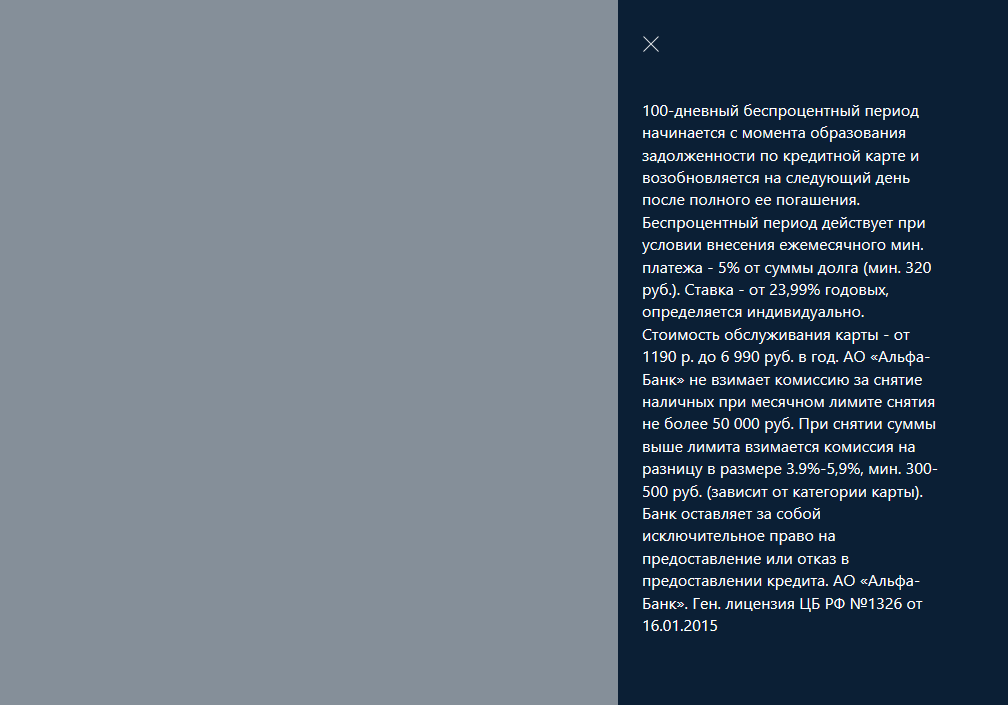 100-дневный беспроцентный период
начинается с момента образования
задолженности по кредитной карте и
возобновляется на следующий день
после полного ее погашения.
Беспроцентный период действует при
условии внесения ежемесячного мин.
платежа - 5% от суммы долга (мин. 320
руб.). Ставка - от 23,99% годовых,
определяется индивидуально.
Стоимость обслуживания карты - от
1190 р. до 6 990 руб. в год. АО «Альфа-
Банк» не взимает комиссию за снятие
наличных при месячном лимите снятия
не более 50 000 руб. При снятии суммы
выше лимита взимается комиссия на
разницу в размере 3.9%-5,9%, мин. 300-
500 руб. (зависит от категории карты).
Банк оставляет за собой
исключительное право на
предоставление или отказ в
предоставлении кредита. АО «Альфа-
Банк». Ген. лицензия ЦБ РФ №1326 от
16.01.2015